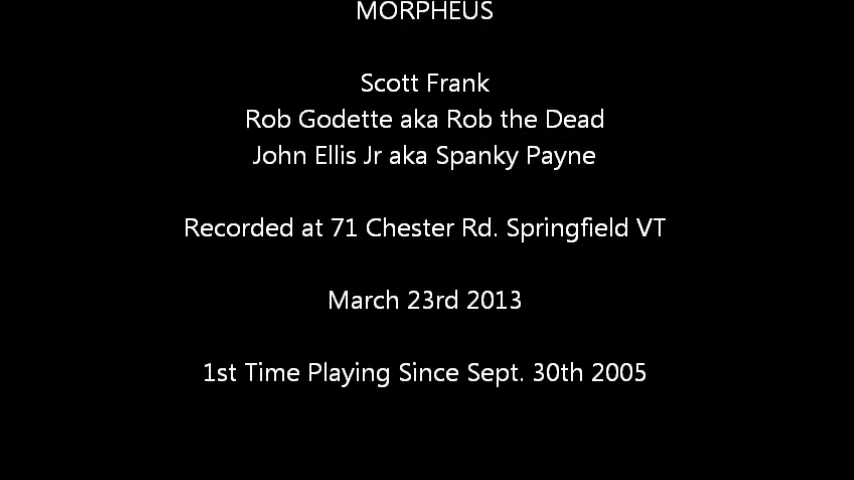 MORPHEUS
Scott Frank
Rob Godette aka Rob the Dead
John Ellis Jr aka Spanky Payne
Recorded at 71 Chester Rd. Springfield VT
March 23rd 2013
1st Time Playing Since Sept. 30th 2005